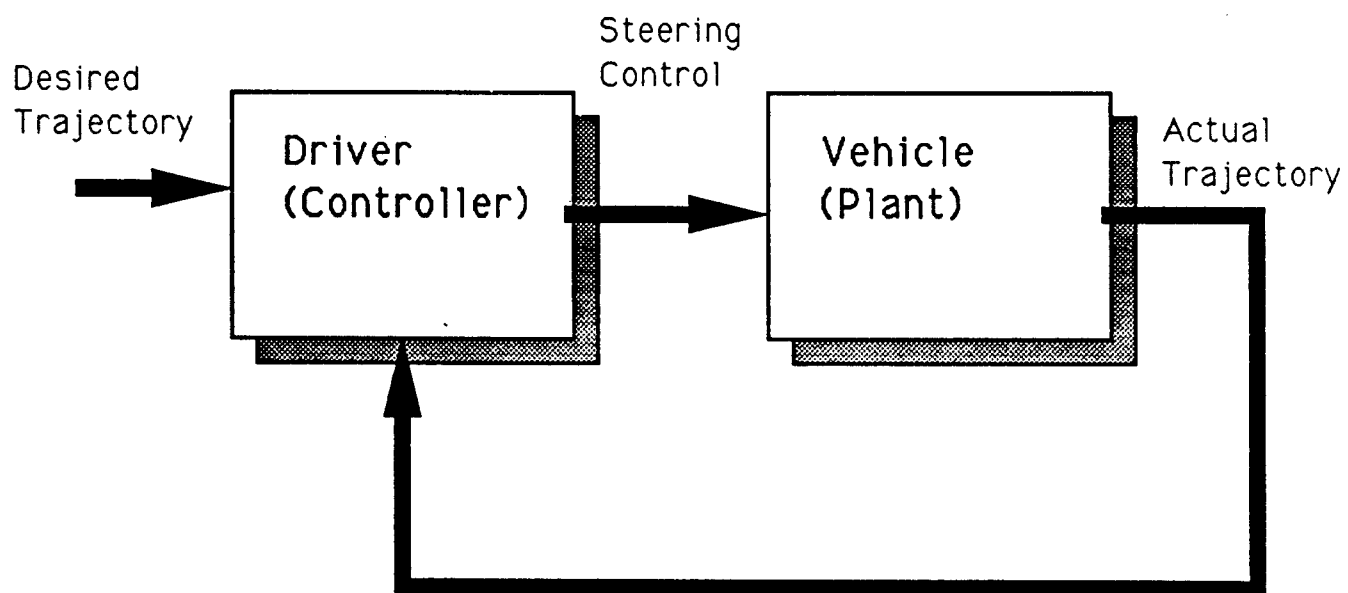 Desired
Trajectory
Driver
(Controller)
Steering
Control
Vehicle
(Plant)
Actual
Trajectory